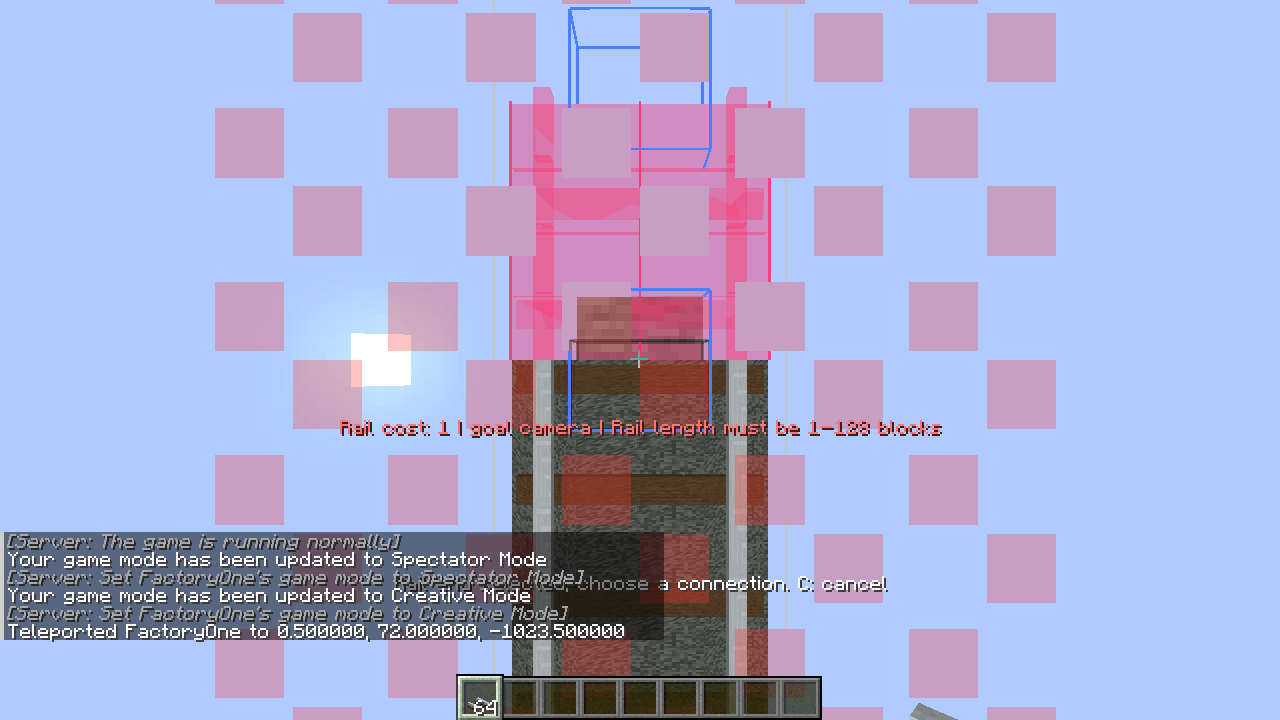 Rail cost: 1 | goal camera | Rail length must be 1-128 blocks
[Server: The game is running normally]
Your game mode has been updated to Spectator Mode
[Server: Set FactoryOne's game mode to Spectator Mode]
choose a connection. C: cancel
Your game mode has been updated to Creative Mode
[Server: Set FactoryOne's game mode to Creative Mode]
Teleported FactoryOne to 0.500000, 72.000000, -1023.500000
64